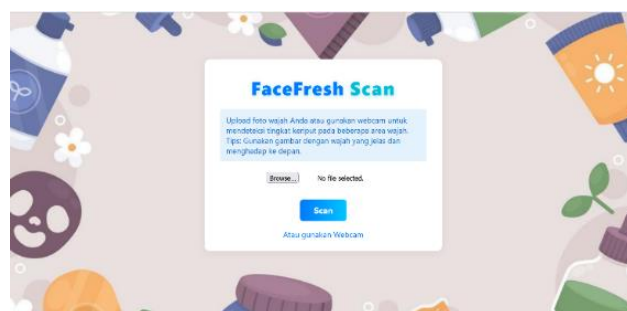 FaceFresh Scan
Upload foto wajah Anda atau gunakan webcam untuk
mendeteksi tingkat keriput pada beberapa area wajah.
Tips: Gunakan gambar dengan wajah yang jelas dan
menghadap ke depan.
Browse... No file selected.
Scan
Atau gunakan Webcam